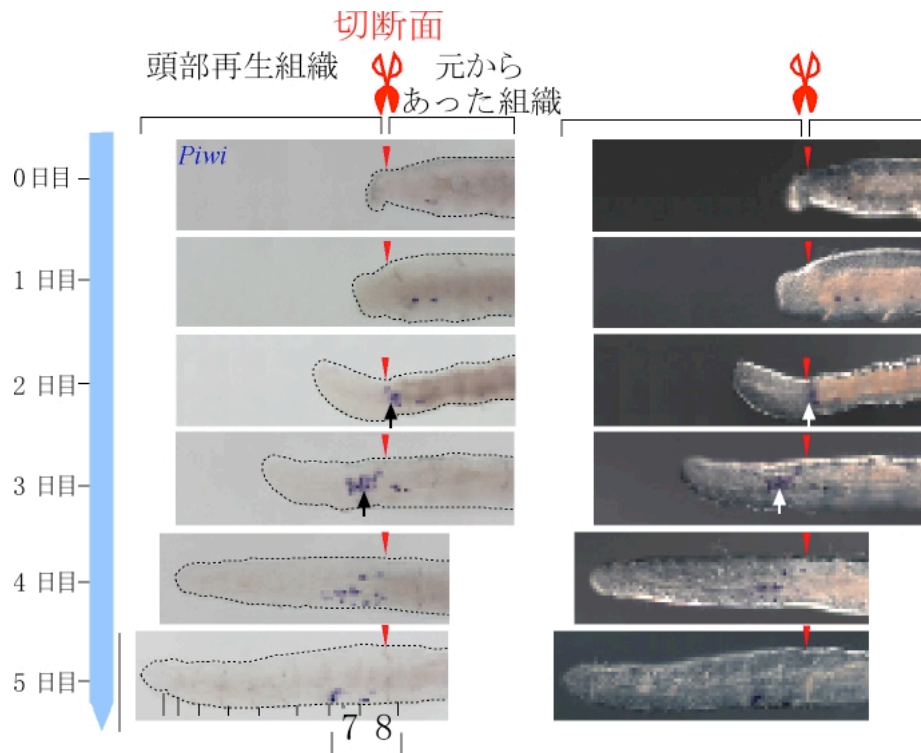 切断面
頭部再生組織
元から
あった組織
Piwi
0日目
1日目
2日目
3日目
4日目
5日目
7 8